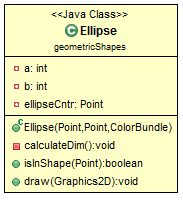 <<Java Class>>
C Ellipse
geometricShapes
a: int
b: int
ellipseCntr: Point
C Ellipse(Point,Point,ColorBundle)
calculateDim():void
isInShape(Point):boolean
draw(Graphics2D):void